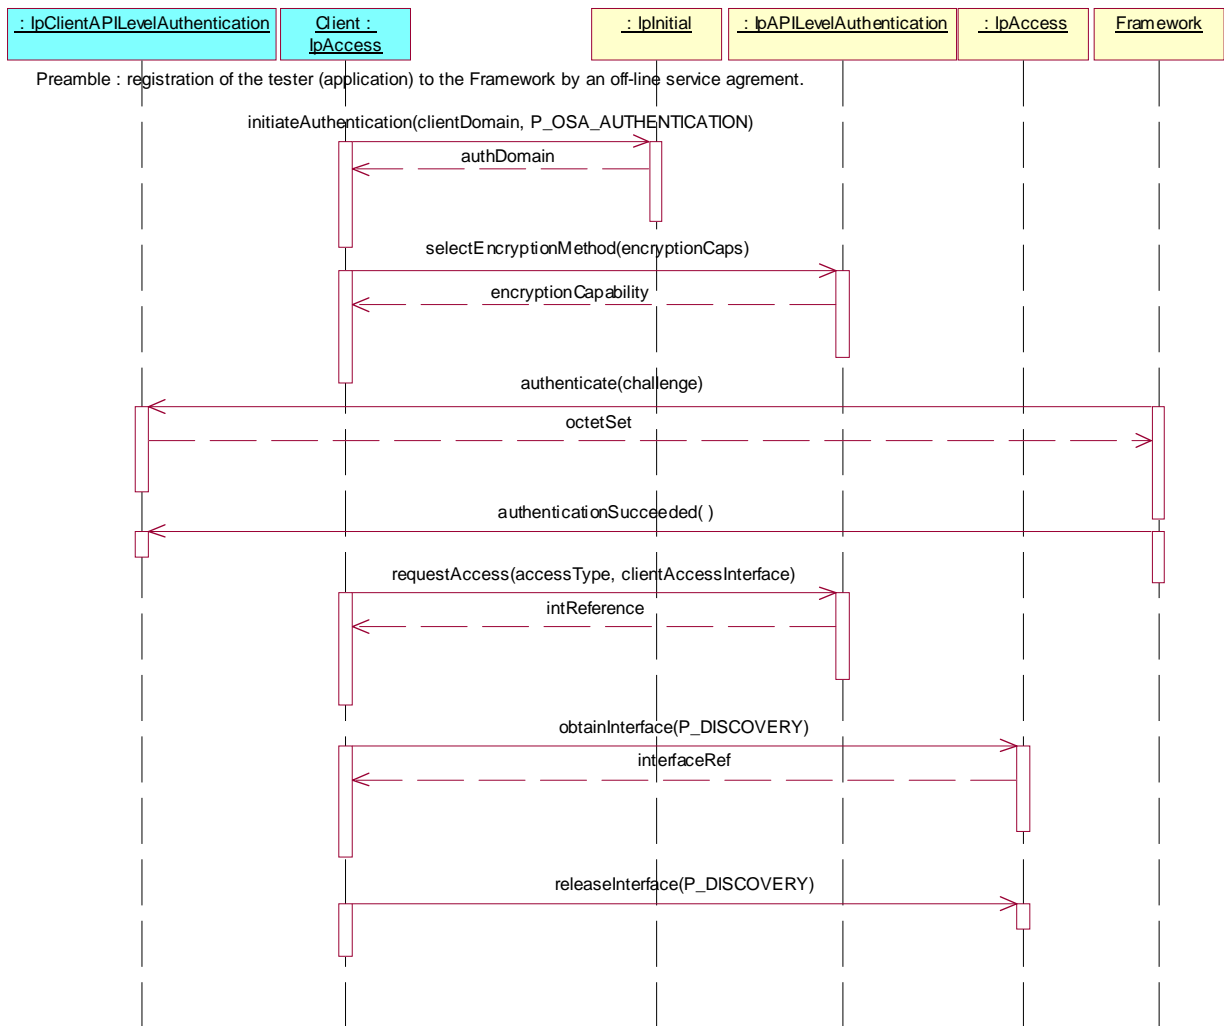 : IpClientAPILevelAuthentication
Client :
IpAccess
: IpInitial
: IpAPILevelAuthentication
: IpAccess
Framework
Preamble : registration of the tester (application) to the Framework by an off-line service agrement.
initiateAuthentication(clientDomain, P_OSA_AUTHENTICATION)
authDomain
selectEncryptionMethod(encryptionCaps)
encryptionCapability
authenticate(challenge)
octetSet
authenticationSucceeded( )
requestAccess(accessType, clientAccessInterface)
intReference
obtainInterface(P_DISCOVERY)
interfaceRef
releaseInterface(P_DISCOVERY)